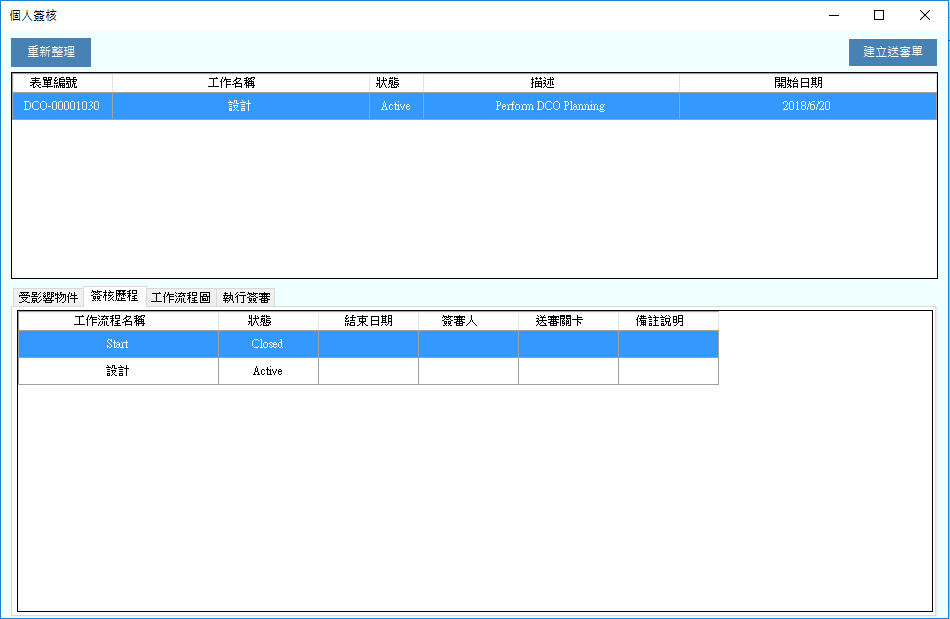 個人簽核
重新整理 建立送審單
表單編號 工作名稱 狀態 描述 開始日期
DCO-00001030 設計 Active Perform DCO Planning 2018/6/20
受影響物件 簽核歷程 工作流程圖 執行簽審
工作流程名稱 狀態 結束日期 簽審人 送審關卡 備註說明
Start Closed
設計 Active